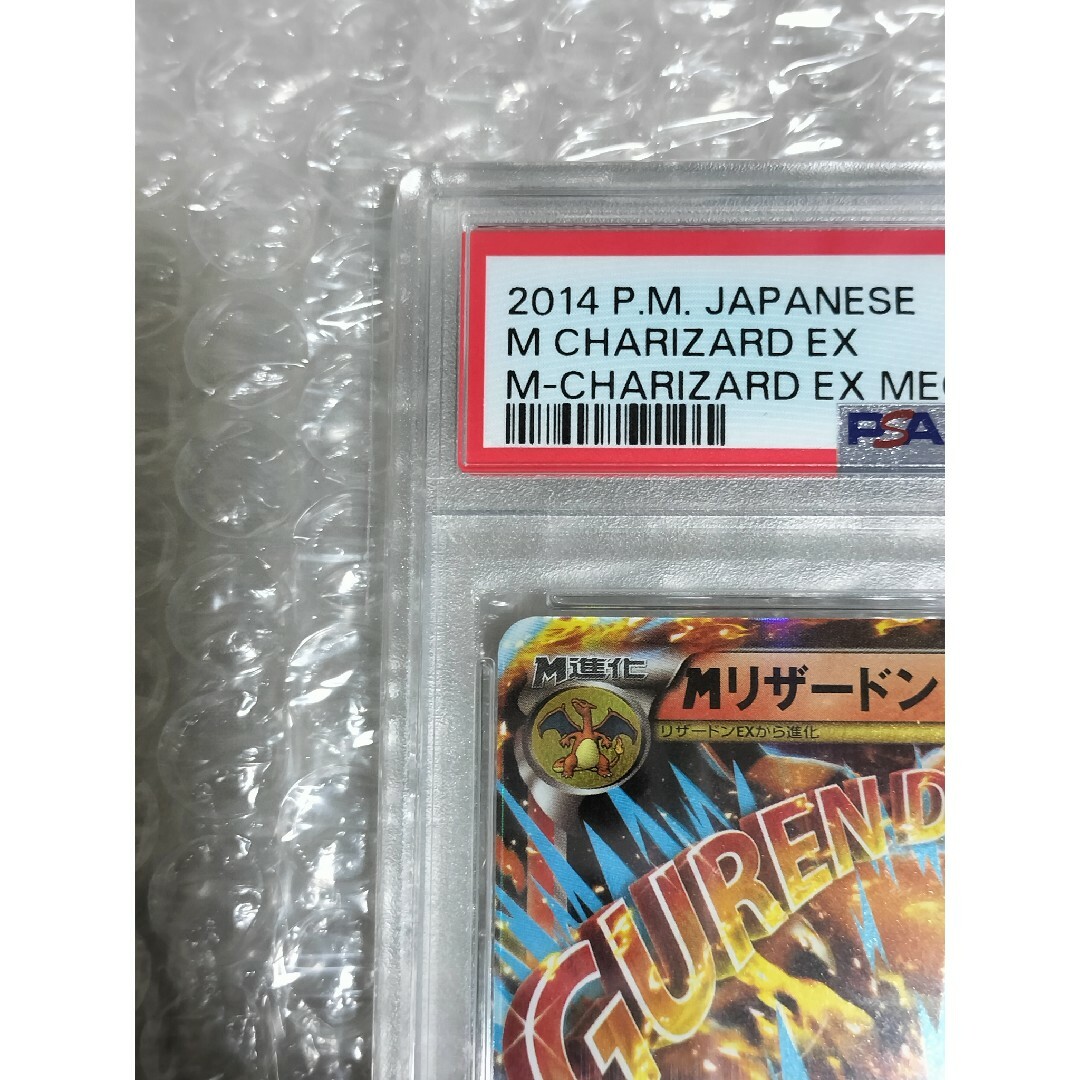 2014 P.M. JAPANESE
M CHARIZARD EX
M-CHARIZARD EX
PSA
M進化
Mリザードン
リザードンEXから進化
GUREN